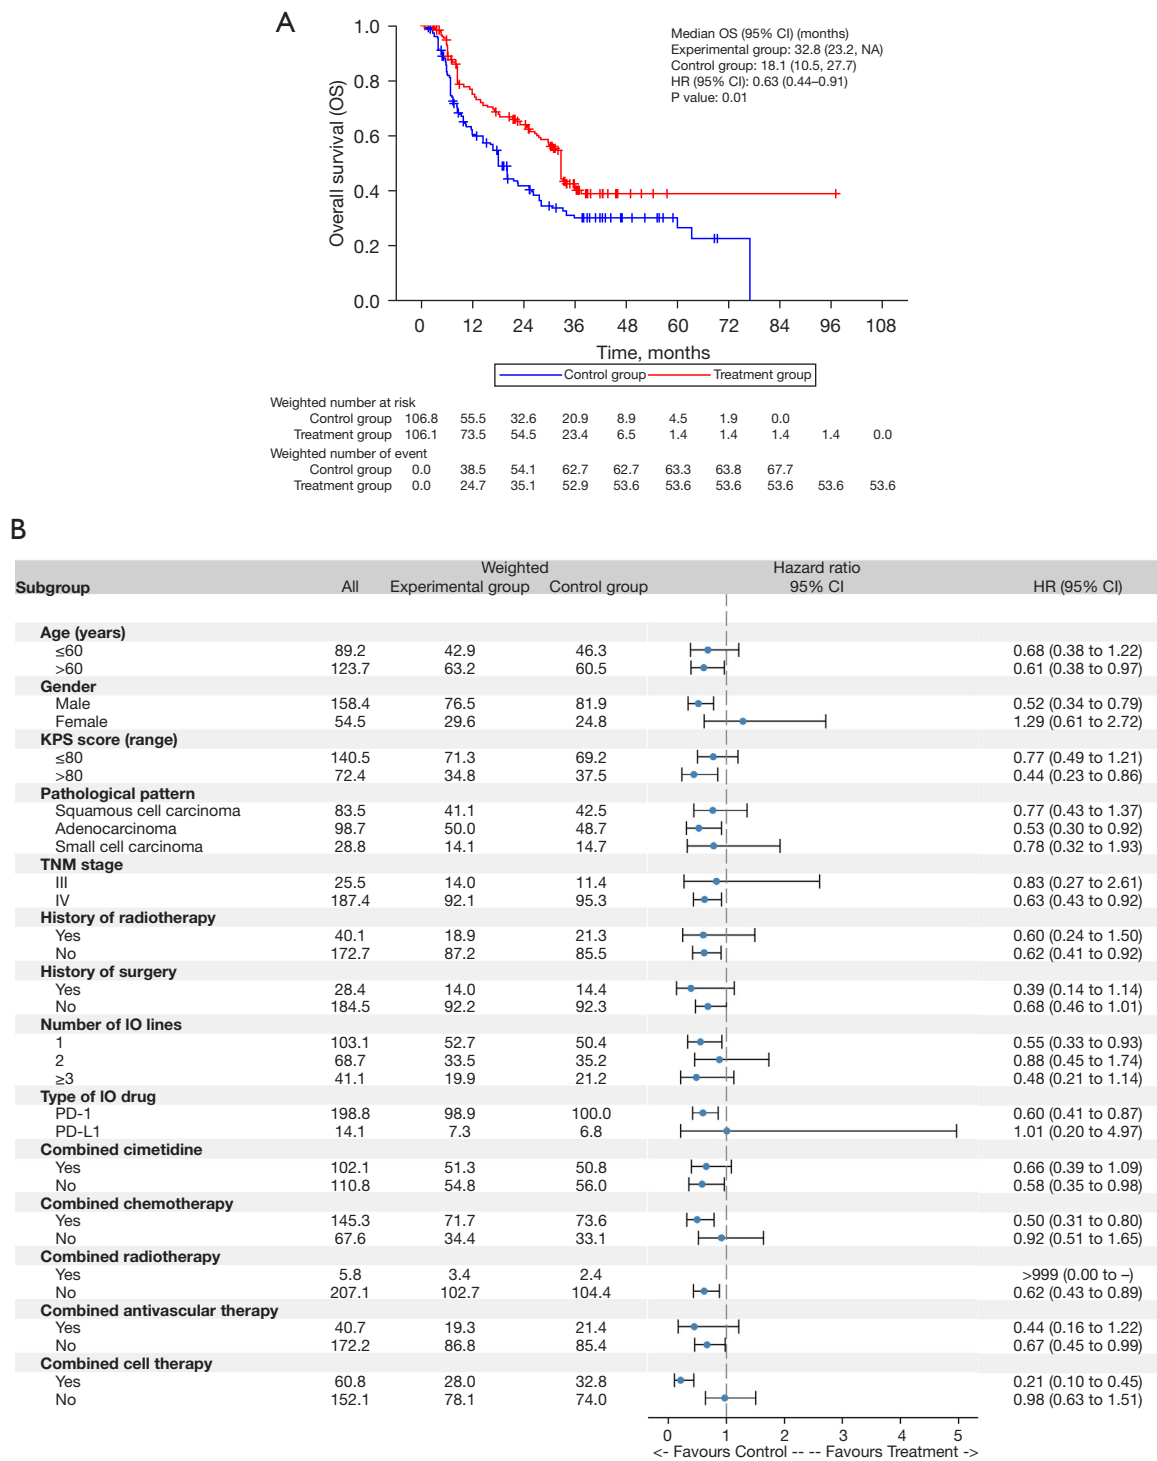 A
1.0
0.8
0.6
0.4
0.2
0.0
Overall survival (OS)
Median OS (95% CI) (months)
Experimental group: 32.8 (23.2, NA)
Control group: 18.1 (10.5, 27.7)
HR (95% CI): 0.63 (0.44–0.91)
P value: 0.01
0 12 24 36 48 60 72 84 96 108
Time, months
Control group Treatment group
Weighted number at risk
Control group 106.8 55.5 32.6 20.9 8.9 4.5 1.9 0.0
Treatment group 106.1 73.5 54.5 23.4 6.5 1.4 1.4 1.4 1.4 0.0
Weighted number of event
Control group 0.0 38.5 54.1 62.7 62.7 63.3 63.8 67.7
Treatment group 0.0 24.7 35.1 52.9 53.6 53.6 53.6 53.6 53.6 53.6
B
Weighted Hazard ratio
Subgroup All Experimental group Control group 95% CI HR (95% CI)
Age (years)
≤60 89.2 42.9 46.3 0.68 (0.38 to 1.22)
>60 123.7 63.2 60.5 0.61 (0.38 to 0.97)
Gender
Male 158.4 76.5 81.9 0.52 (0.34 to 0.79)
Female 54.5 29.6 24.8 1.29 (0.61 to 2.72)
KPS score (range)
≤80 140.5 71.3 69.2 0.77 (0.49 to 1.21)
>80 72.4 34.8 37.5 0.44 (0.23 to 0.86)
Pathological pattern
Squamous cell carcinoma 83.5 41.1 42.5 0.77 (0.43 to 1.37)
Adenocarcinoma 98.7 50.0 48.7 0.53 (0.30 to 0.92)
Small cell carcinoma 28.8 14.1 14.7 0.78 (0.32 to 1.93)
TNM stage
III 25.5 14.0 11.4 0.83 (0.27 to 2.61)
IV 187.4 92.1 95.3 0.63 (0.43 to 0.92)
History of radiotherapy
Yes 40.1 18.9 21.3 0.60 (0.24 to 1.50)
No 172.7 87.2 85.5 0.62 (0.41 to 0.92)
History of surgery
Yes 28.4 14.0 14.4 0.39 (0.14 to 1.14)
No 184.5 92.2 92.3 0.68 (0.46 to 1.01)
Number of IO lines
1 103.1 52.7 50.4 0.55 (0.33 to 0.93)
2 68.7 33.5 35.2 0.88 (0.45 to 1.74)
≥3 41.1 19.9 21.2 0.48 (0.21 to 1.14)
Type of IO drug
PD-1 198.8 98.9 100.0 0.60 (0.41 to 0.87)
PD-L1 14.1 7.3 6.8 1.01 (0.20 to 4.97)
Combined cimetidine
Yes 102.1 51.3 50.8 0.66 (0.39 to 1.09)
No 110.8 54.8 56.0 0.58 (0.35 to 0.98)
Combined chemotherapy
Yes 145.3 71.7 73.6 0.50 (0.31 to 0.80)
No 67.6 34.4 33.1 0.92 (0.51 to 1.65)
Combined radiotherapy
Yes 5.8 3.4 2.4 >999 (0.00 to –)
No 207.1 102.7 104.4 0.62 (0.43 to 0.89)
Combined antivascular therapy
Yes 40.7 19.3 21.4 0.44 (0.16 to 1.22)
No 172.2 86.8 85.4 0.67 (0.45 to 0.99)
Combined cell therapy
Yes 60.8 28.0 32.8 0.21 (0.10 to 0.45)
No 152.1 78.1 74.0 0.98 (0.63 to 1.51)
0 1 2 3 4 5
<- Favours Control -- -- Favours Treatment ->